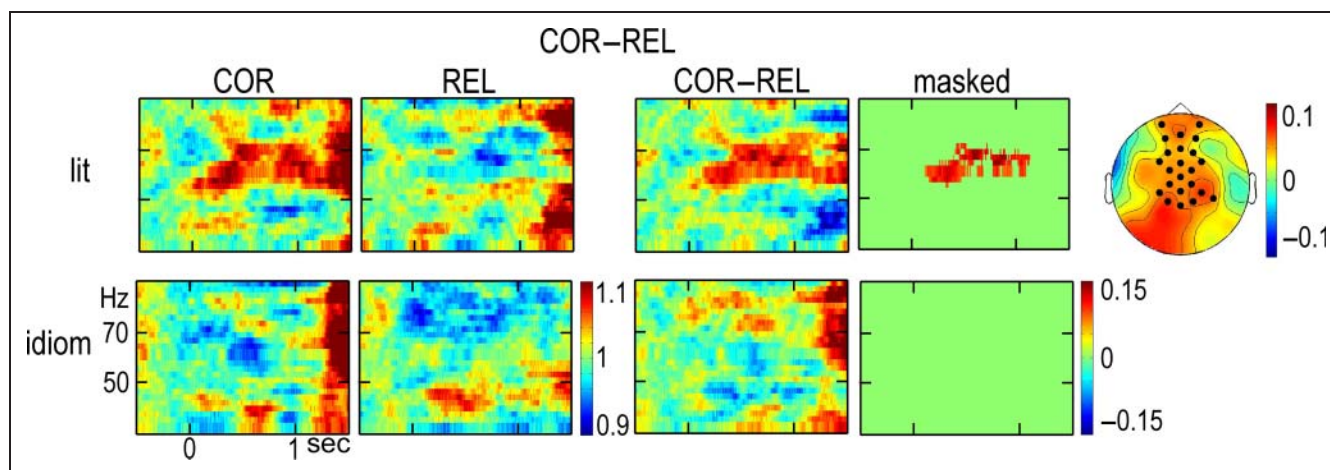 COR–REL
COR REL COR–REL masked
lit
0.1
0
–0.1
idiom
Hz
70
50
0 1 sec
1.1
1
0.9
0.15
0
–0.15